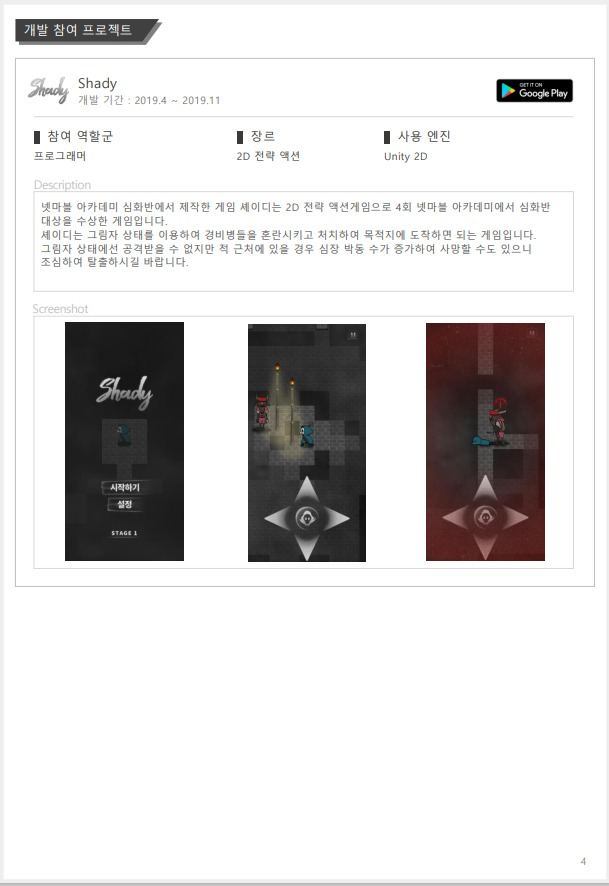 개발 참여 프로젝트
Shady
Shady
개발 기간 : 2019.4 ~ 2019.11
GET IT ON
Google Play
참여 역할군
프로그래머
장르
2D 전략 액션
사용 엔진
Unity 2D
Description
넷마블 아카데미 심화반에서 제작한 게임 셰이디는 2D 전략 액션게임으로 4회 넷마블 아카데미에서 심화반
대상을 수상한 게임입니다.
셰이디는 그림자 상태를 이용하여 경비병들을 혼란시키고 처치하여 목적지에 도착하면 되는 게임입니다.
그림자 상태에선 공격받을 수 없지만 적 근처에 있을 경우 심장 박동 수가 증가하여 사망할 수도 있으니
조심하여 탈출하시길 바랍니다.
Screenshot
Shady
시작하기
설정
STAGE 1
4